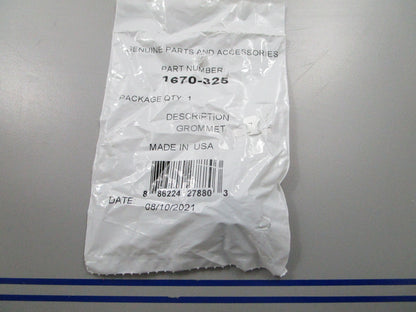 GENUINE PARTS AND ACCESSORIES
PART NUMBER
1670-325
PACKAGE QTY 1
DESCRIPTION
GROMMET
MADE IN USA
8 86224 27880 3
DATE 08/10/2021